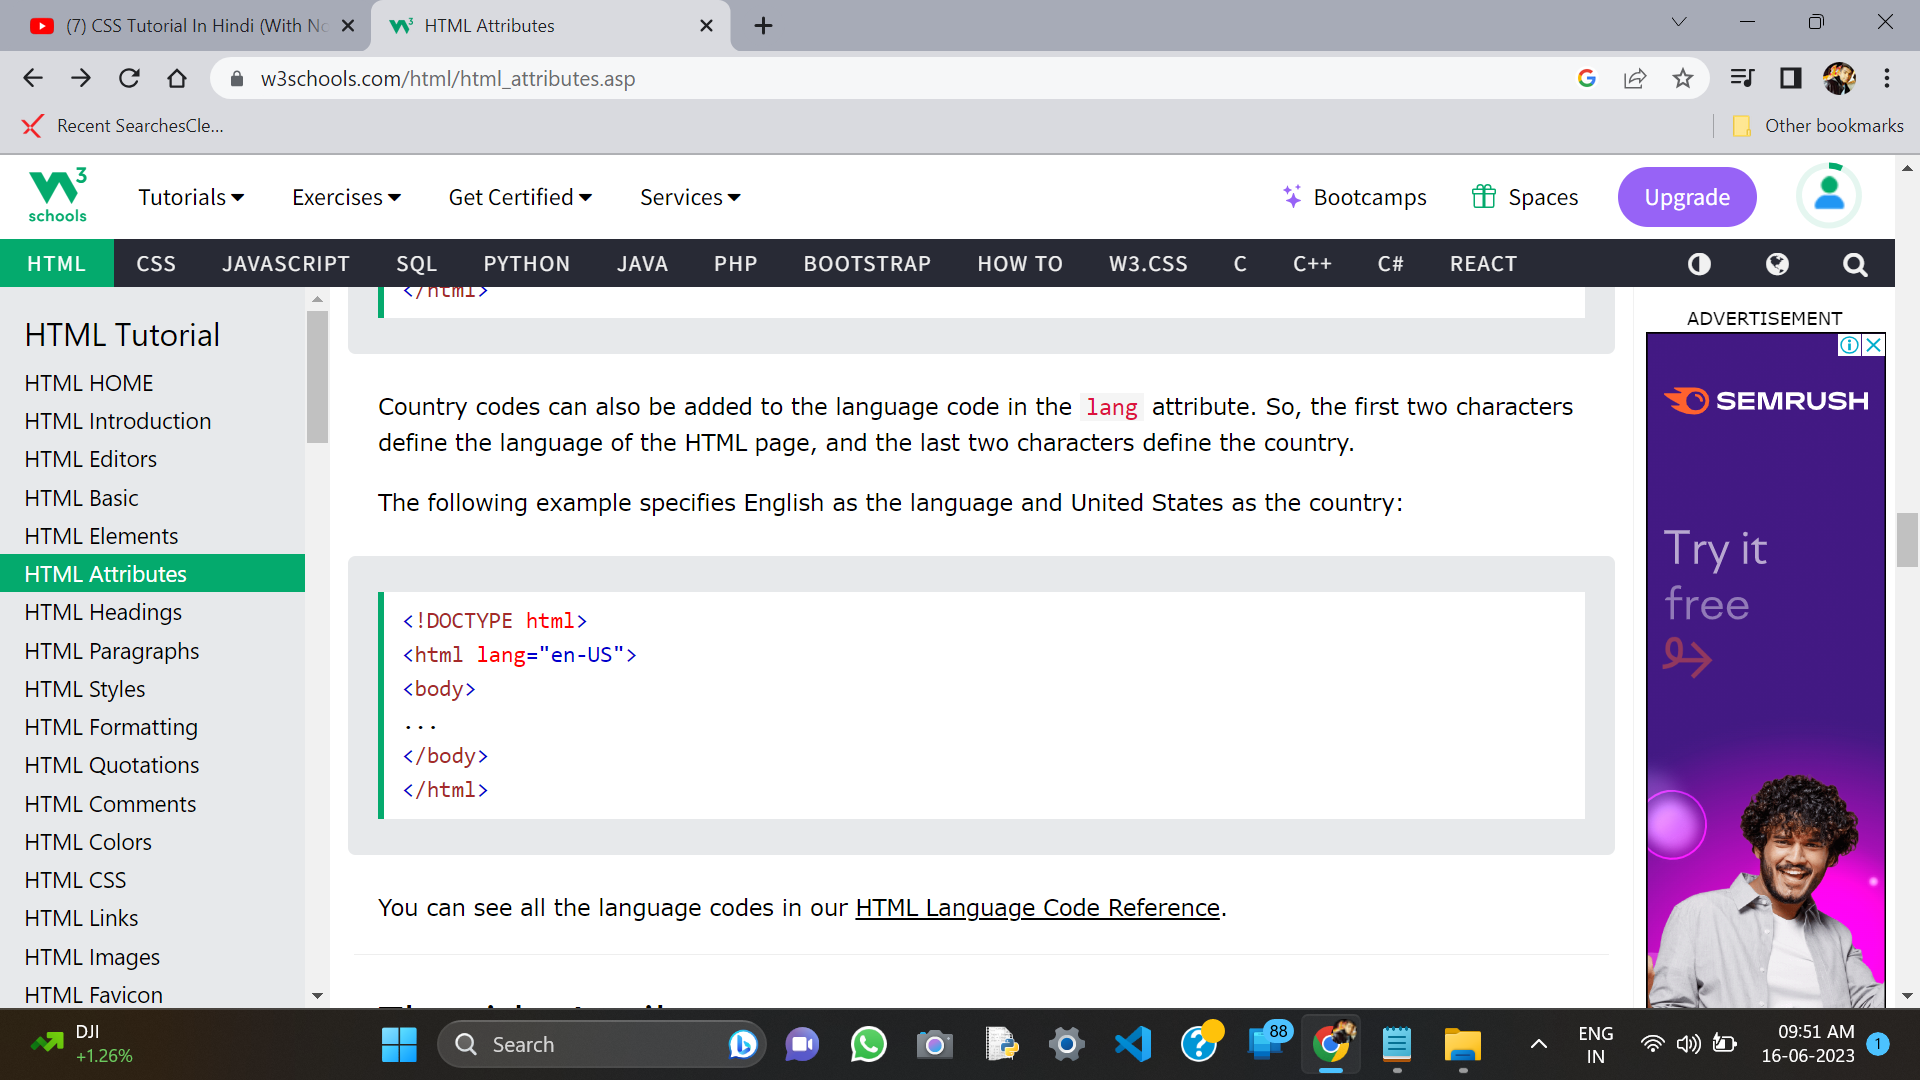 (7) CSS Tutorial In Hindi (With No
HTML Attributes
w3schools.com/html/html_attributes.asp
Recent SearchesCle...
Other bookmarks
W3 schools
Tutorials
Exercises
Get Certified
Services
Bootcamps
Spaces
Upgrade
HTML
CSS
JAVASCRIPT
SQL
PYTHON
JAVA
PHP
BOOTSTRAP
HOW TO
W3.CSS
C
C++
C#
REACT
HTML Tutorial
HTML HOME
HTML Introduction
HTML Editors
HTML Basic
HTML Elements
HTML Attributes
HTML Headings
HTML Paragraphs
HTML Styles
HTML Formatting
HTML Quotations
HTML Comments
HTML Colors
HTML CSS
HTML Links
HTML Images
HTML Favicon
</html>
Country codes can also be added to the language code in the lang attribute. So, the first two characters
define the language of the HTML page, and the last two characters define the country.
The following example specifies English as the language and United States as the country:
<!DOCTYPE html>
<html lang="en-US">
<body>
...
</body>
</html>
You can see all the language codes in our HTML Language Code Reference.
ADVERTISEMENT
SEMRUSH
Try it
free
DJI
+1.26%
Search
88
ENG
IN
09:51 AM
16-06-2023
1